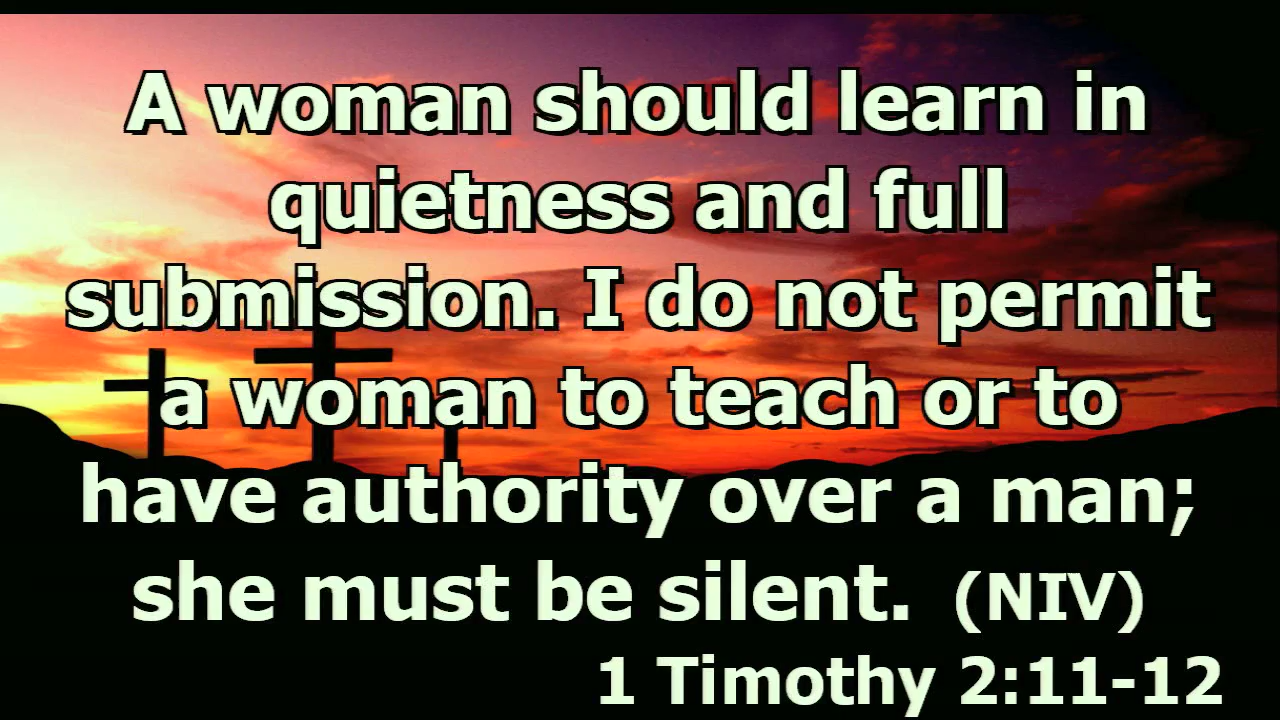 A woman should learn in
quietness and full
submission. I do not permit
a woman to teach or to
have authority over a man;
she must be silent. (NIV)
1 Timothy 2:11-12